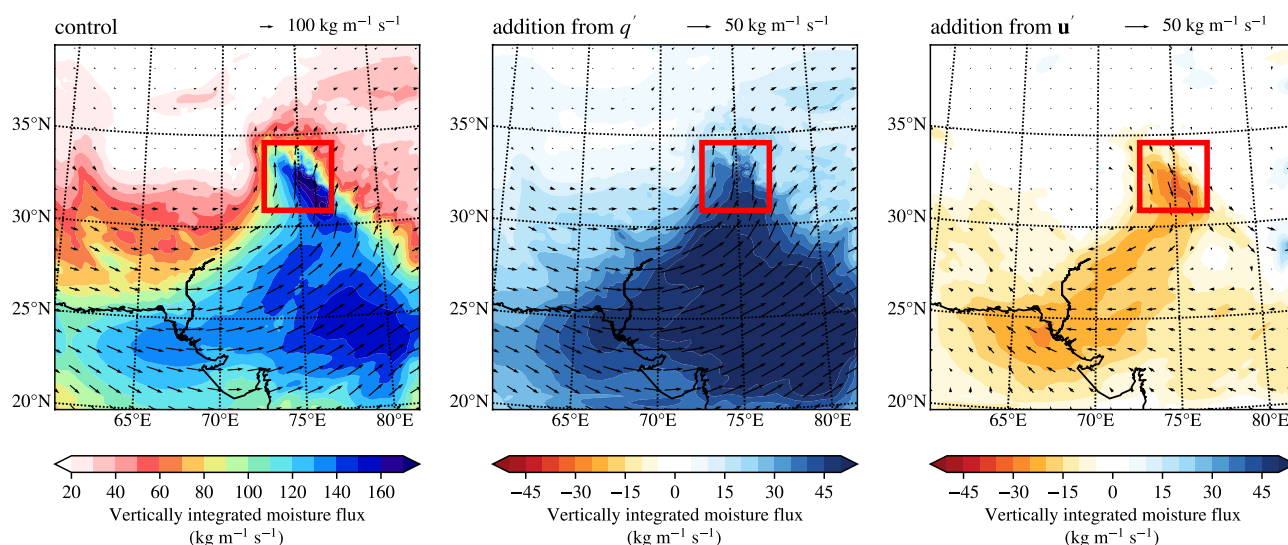 control → 100 kg m⁻¹ s⁻¹
addition from q′ → 50 kg m⁻¹ s⁻¹
addition from u′ → 50 kg m⁻¹ s⁻¹
35°N
30°N
25°N
20°N
65°E 70°E 75°E 80°E
35°N
30°N
25°N
20°N
65°E 70°E 75°E 80°E
35°N
30°N
25°N
20°N
65°E 70°E 75°E 80°E
20 40 60 80 100 120 140 160
Vertically integrated moisture flux
(kg m⁻¹ s⁻¹)
−45 −30 −15 0 15 30 45
Vertically integrated moisture flux
(kg m⁻¹ s⁻¹)
−45 −30 −15 0 15 30 45
Vertically integrated moisture flux
(kg m⁻¹ s⁻¹)